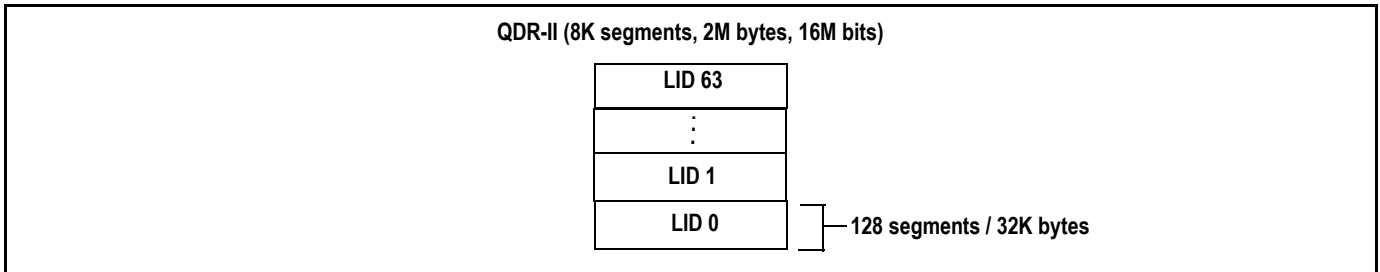 QDR-II (8K segments, 2M bytes, 16M bits)
LID 63
⋮
LID 1
LID 0
128 segments / 32K bytes